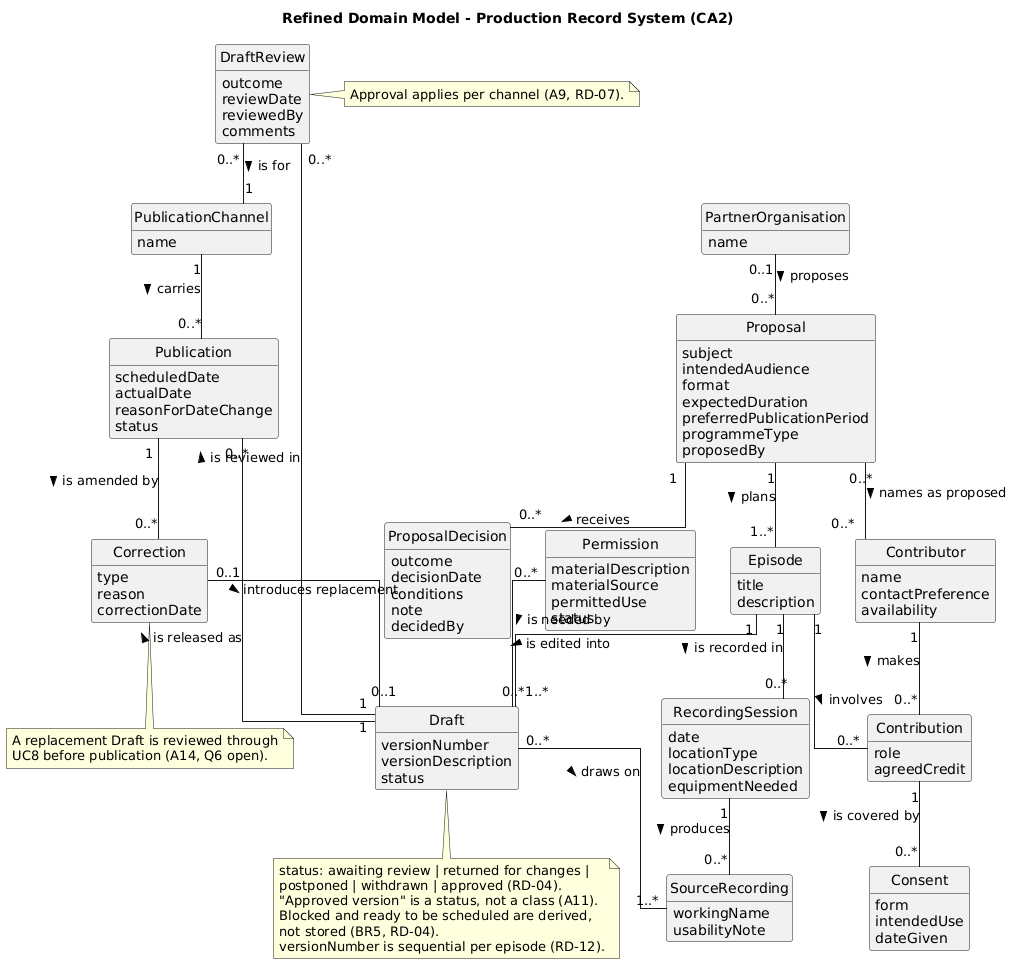 Refined Domain Model - Production Record System (CA2)
DraftReview
outcome
reviewDate
reviewedBy
comments
Approval applies per channel (A9, RD-07).
0..*
0..*
is for
1
PublicationChannel
name
PartnerOrganisation
name
1
carries
0..*
0..1
proposes
0..*
Publication
scheduledDate
actualDate
reasonForDateChange
status
Proposal
subject
intendedAudience
format
expectedDuration
preferredPublicationPeriod
programmeType
proposedBy
1
0..*
is reviewed in
is amended by
0..*
1
1
0..*
plans
names as proposed
0..*
receives
1..*
0..*
Correction
type
reason
correctionDate
ProposalDecision
outcome
decisionDate
conditions
note
decidedBy
Permission
materialDescription
materialSource
permittedUse
status
Episode
title
description
Contributor
name
contactPreference
availability
0..1
introduces replacement
0..*
is needed by
is released as
is edited into
1
1
1
1
is recorded in
makes
0..1
0..*
1..*
0..*
involves
0..*
1
1
A replacement Draft is reviewed through
UC8 before publication (A14, Q6 open).
Draft
versionNumber
versionDescription
status
RecordingSession
date
locationType
locationDescription
equipmentNeeded
0..*
Contribution
role
agreedCredit
0..*
draws on
1
produces
0..*
1
is covered by
0..*
status: awaiting review | returned for changes |
postponed | withdrawn | approved (RD-04).
"Approved version" is a status, not a class (A11).
Blocked and ready to be scheduled are derived,
not stored (BR5, RD-04).
versionNumber is sequential per episode (RD-12).
1..*
SourceRecording
workingName
usabilityNote
Consent
form
intendedUse
dateGiven